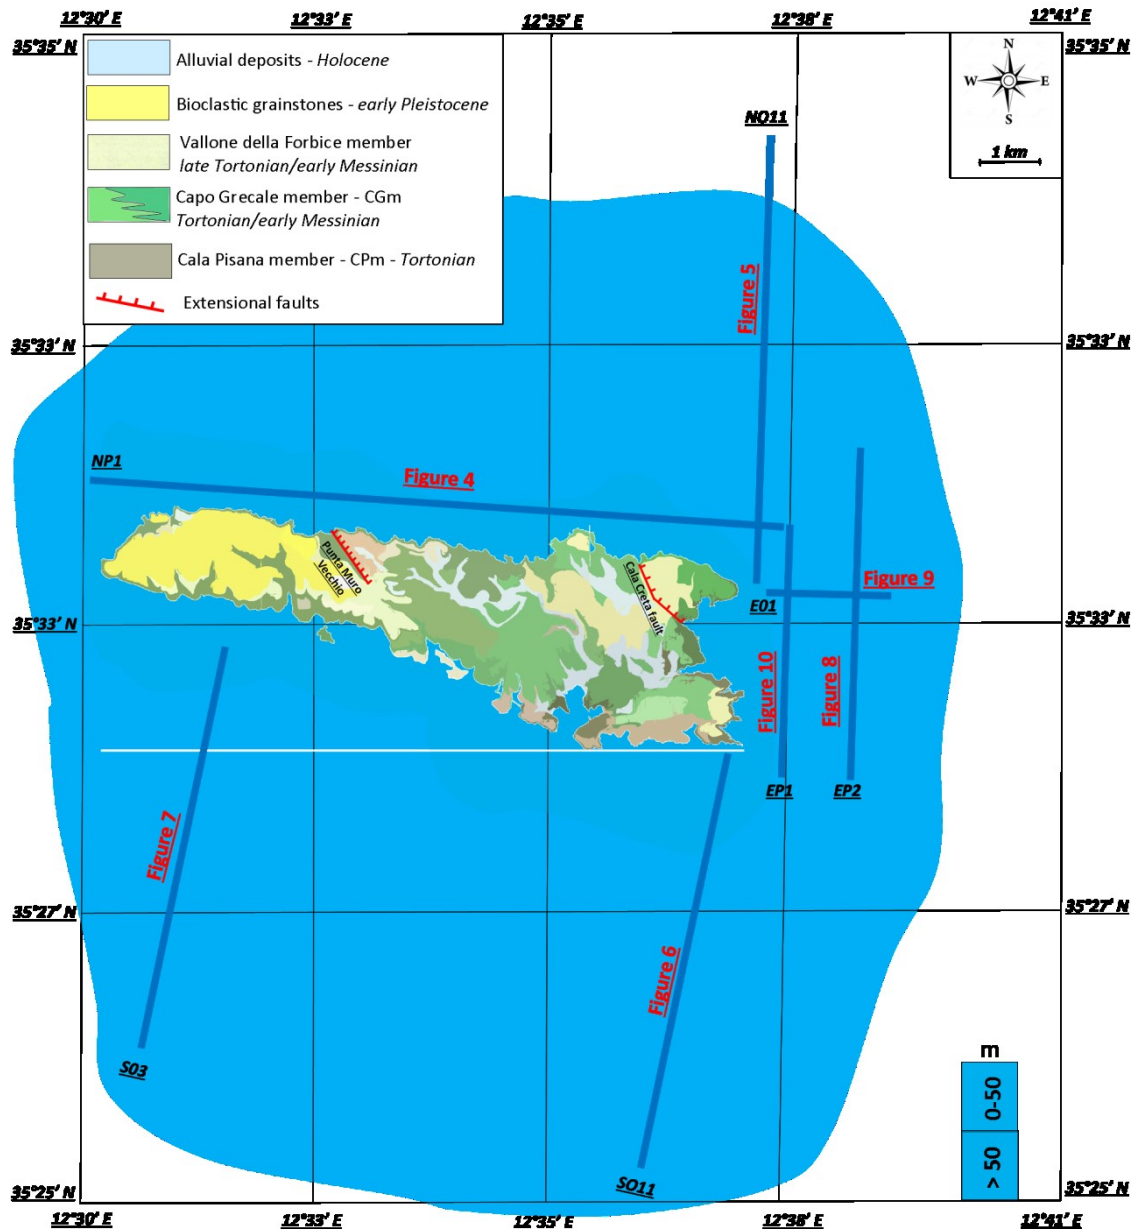 12°30' E
12°33' E
12°35' E
12°38' E
12°41' E
35°35' N
35°35' N
Alluvial deposits - Holocene
Bioclastic grainstones - early Pleistocene
Vallone della Forbice member
late Tortonian/early Messinian
Capo Grecale member - CGm
Tortonian/early Messinian
Cala Pisana member - CPm - Tortonian
Extensional faults
N
W
E
S
1 km
NO11
Figure 5
35°33' N
35°33' N
NP1
Figure 4
Punta Muro
Vecchio
Cala Creta fault
Figure 9
E01
35°33' N
35°33' N
Figure 10
Figure 8
EP1
EP2
Figure 7
Figure 6
35°27' N
35°27' N
S03
SO11
m
0-50
> 50
35°25' N
35°25' N
12°30' E
12°33' E
12°35' E
12°38' E
12°41' E